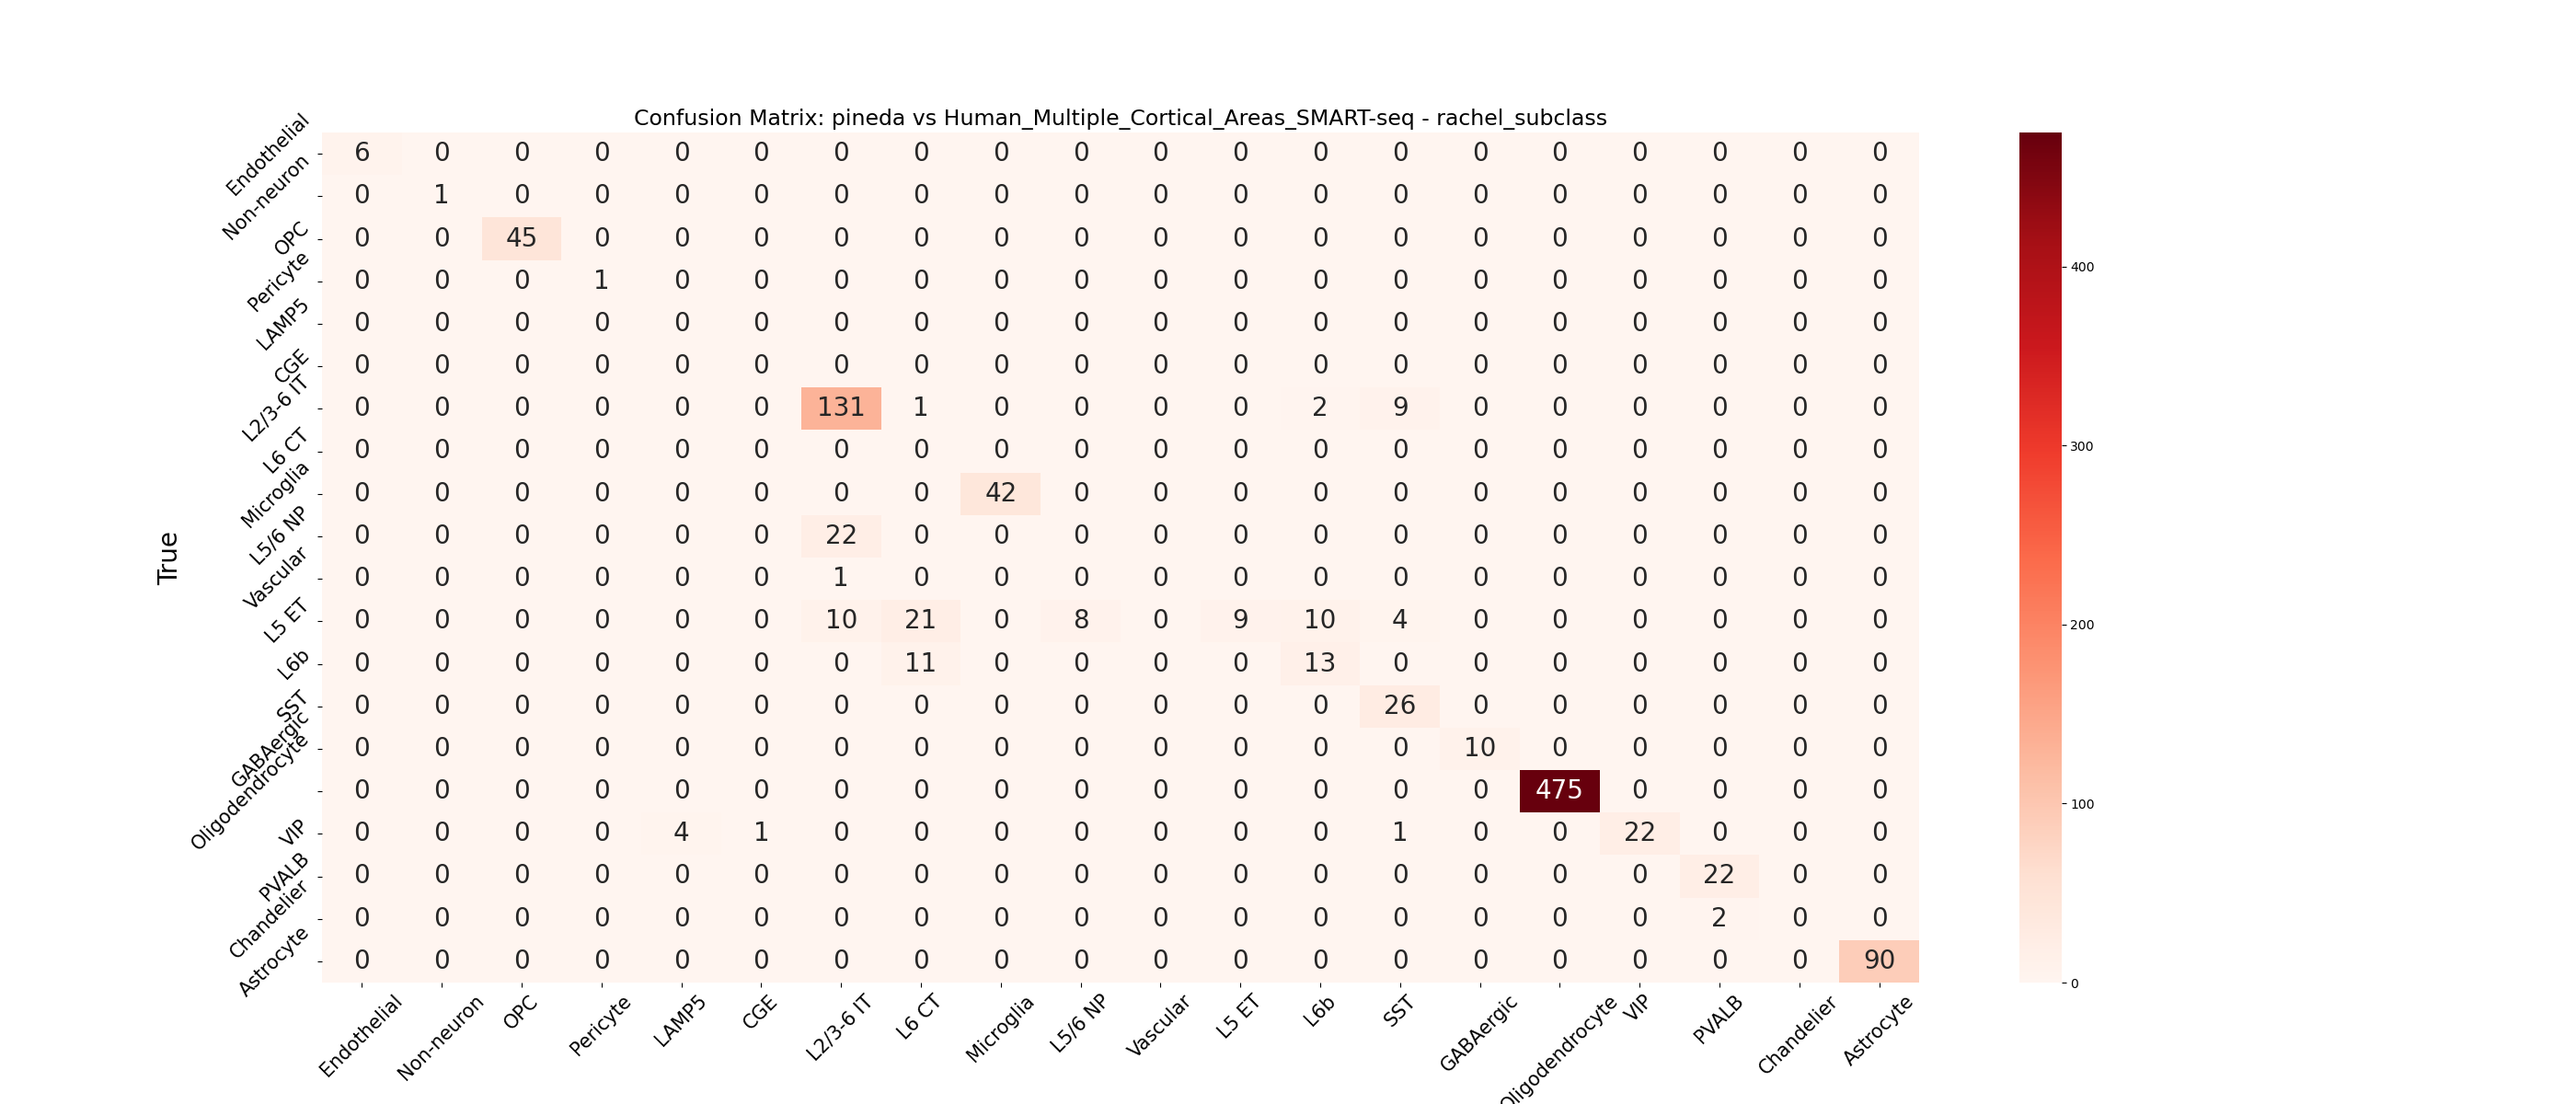 Confusion Matrix: pineda vs Human_Multiple_Cortical_Areas_SMART-seq - rachel_subclass
True
Endothelial 6 0 0 0 0 0 0 0 0 0 0 0 0 0 0 0 0 0 0 0
Non-neuron 0 1 0 0 0 0 0 0 0 0 0 0 0 0 0 0 0 0 0 0
OPC 0 0 45 0 0 0 0 0 0 0 0 0 0 0 0 0 0 0 0 0
Pericyte 0 0 0 1 0 0 0 0 0 0 0 0 0 0 0 0 0 0 0 0
LAMP5 0 0 0 0 0 0 0 0 0 0 0 0 0 0 0 0 0 0 0 0
CGE 0 0 0 0 0 0 0 0 0 0 0 0 0 0 0 0 0 0 0 0
L2/3-6 IT 0 0 0 0 0 0 131 1 0 0 0 0 2 9 0 0 0 0 0 0
L6 CT 0 0 0 0 0 0 0 0 0 0 0 0 0 0 0 0 0 0 0 0
Microglia 0 0 0 0 0 0 0 0 42 0 0 0 0 0 0 0 0 0 0 0
L5/6 NP 0 0 0 0 0 0 22 0 0 0 0 0 0 0 0 0 0 0 0 0
Vascular 0 0 0 0 0 0 1 0 0 0 0 0 0 0 0 0 0 0 0 0
L5 ET 0 0 0 0 0 0 10 21 0 8 0 9 10 4 0 0 0 0 0 0
L6b 0 0 0 0 0 0 0 11 0 0 0 0 13 0 0 0 0 0 0 0
SST 0 0 0 0 0 0 0 0 0 0 0 0 0 26 0 0 0 0 0 0
GABAergic 0 0 0 0 0 0 0 0 0 0 0 0 0 0 10 0 0 0 0 0
Oligodendrocyte 0 0 0 0 0 0 0 0 0 0 0 0 0 0 0 475 0 0 0 0
VIP 0 0 0 0 4 1 0 0 0 0 0 0 0 1 0 0 22 0 0 0
PVALB 0 0 0 0 0 0 0 0 0 0 0 0 0 0 0 0 0 22 0 0
Chandelier 0 0 0 0 0 0 0 0 0 0 0 0 0 0 0 0 0 2 0 0
Astrocyte 0 0 0 0 0 0 0 0 0 0 0 0 0 0 0 0 0 0 0 90
Endothelial Non-neuron OPC Pericyte LAMP5 CGE L2/3-6 IT L6 CT Microglia L5/6 NP Vascular L5 ET L6b SST GABAergic Oligodendrocyte VIP PVALB Chandelier Astrocyte
400
300
200
100
0